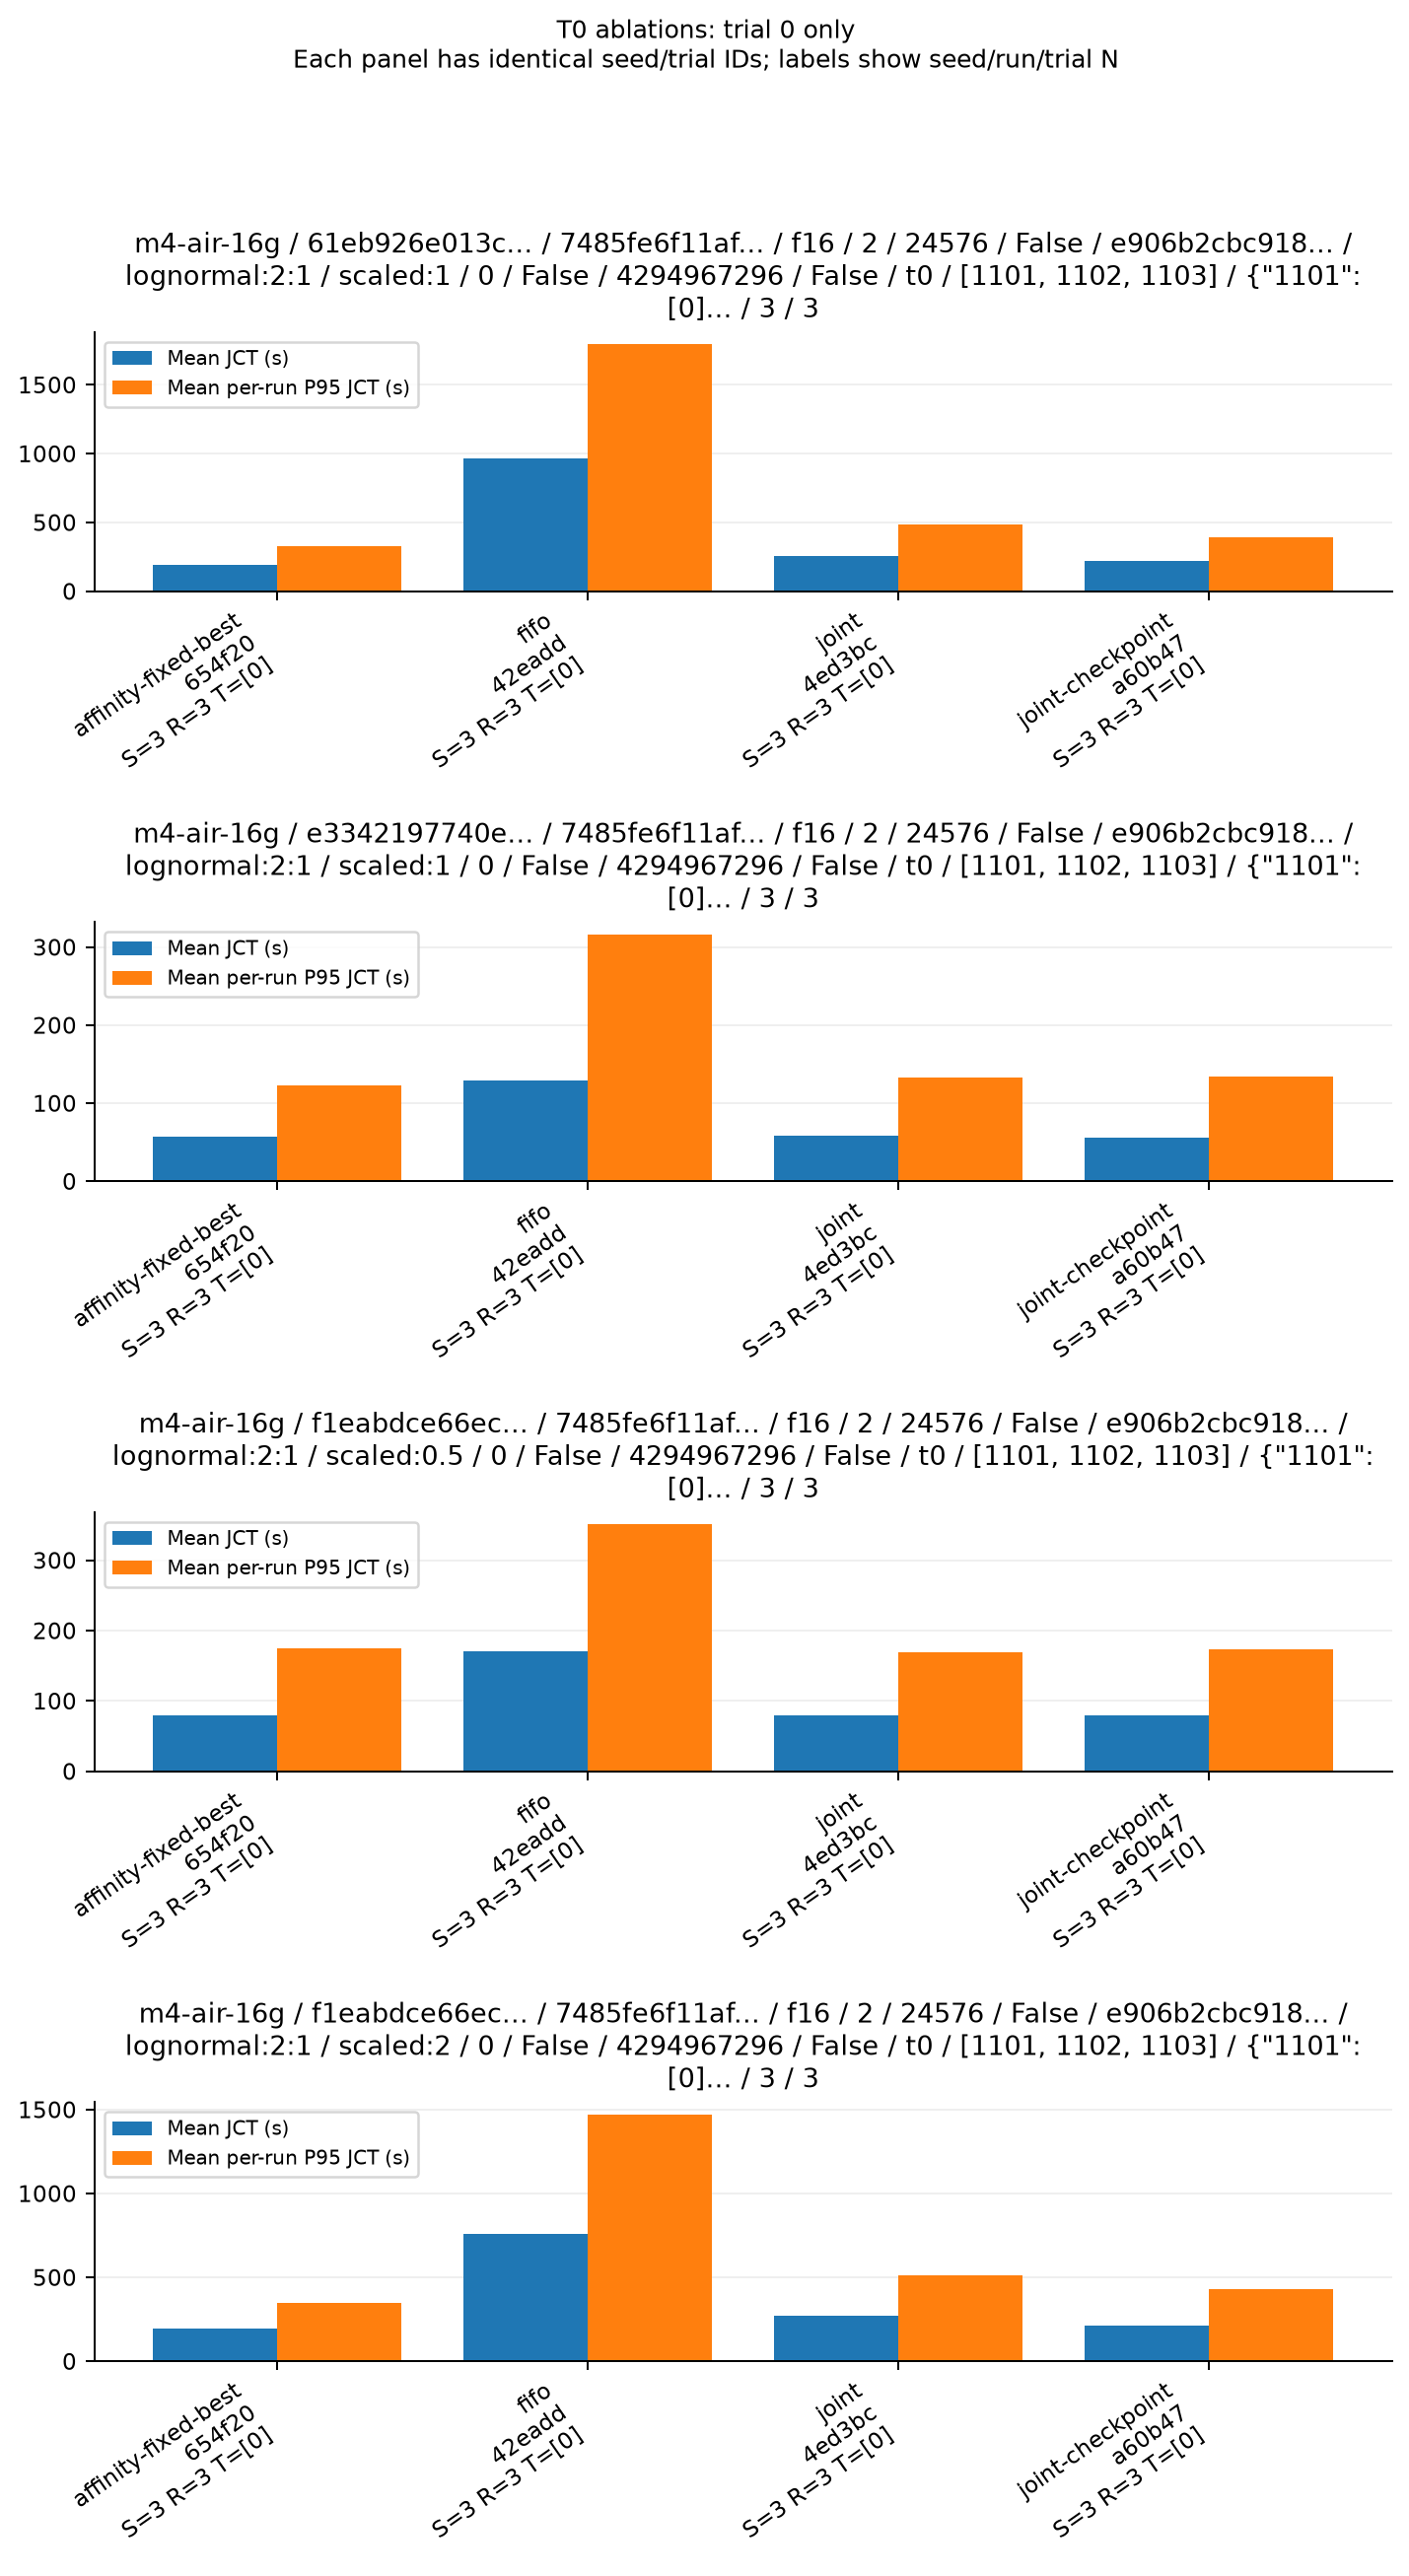 T0 ablations: trial 0 only
Each panel has identical seed/trial IDs; labels show seed/run/trial N
m4-air-16g / 61eb926e013c... / 7485fe6f11af... / f16 / 2 / 24576 / False / e906b2cbc918... /
lognormal:2:1 / scaled:1 / 0 / False / 4294967296 / False / t0 / [1101, 1102, 1103] / {"1101":
[0]... / 3 / 3
Mean JCT (s)
Mean per-run P95 JCT (s)
1500
1000
500
0
affinity-fixed-best
654f20
S=3 R=3 T=[0]
fifo
42eadd
S=3 R=3 T=[0]
joint
4ed3bc
S=3 R=3 T=[0]
joint-checkpoint
a60b47
S=3 R=3 T=[0]
m4-air-16g / e3342197740e... / 7485fe6f11af... / f16 / 2 / 24576 / False / e906b2cbc918... /
lognormal:2:1 / scaled:1 / 0 / False / 4294967296 / False / t0 / [1101, 1102, 1103] / {"1101":
[0]... / 3 / 3
Mean JCT (s)
Mean per-run P95 JCT (s)
300
200
100
0
affinity-fixed-best
654f20
S=3 R=3 T=[0]
fifo
42eadd
S=3 R=3 T=[0]
joint
4ed3bc
S=3 R=3 T=[0]
joint-checkpoint
a60b47
S=3 R=3 T=[0]
m4-air-16g / f1eabdce66ec... / 7485fe6f11af... / f16 / 2 / 24576 / False / e906b2cbc918... /
lognormal:2:1 / scaled:0.5 / 0 / False / 4294967296 / False / t0 / [1101, 1102, 1103] / {"1101":
[0]... / 3 / 3
Mean JCT (s)
Mean per-run P95 JCT (s)
300
200
100
0
affinity-fixed-best
654f20
S=3 R=3 T=[0]
fifo
42eadd
S=3 R=3 T=[0]
joint
4ed3bc
S=3 R=3 T=[0]
joint-checkpoint
a60b47
S=3 R=3 T=[0]
m4-air-16g / f1eabdce66ec... / 7485fe6f11af... / f16 / 2 / 24576 / False / e906b2cbc918... /
lognormal:2:1 / scaled:2 / 0 / False / 4294967296 / False / t0 / [1101, 1102, 1103] / {"1101":
[0]... / 3 / 3
Mean JCT (s)
Mean per-run P95 JCT (s)
1500
1000
500
0
affinity-fixed-best
654f20
S=3 R=3 T=[0]
fifo
42eadd
S=3 R=3 T=[0]
joint
4ed3bc
S=3 R=3 T=[0]
joint-checkpoint
a60b47
S=3 R=3 T=[0]